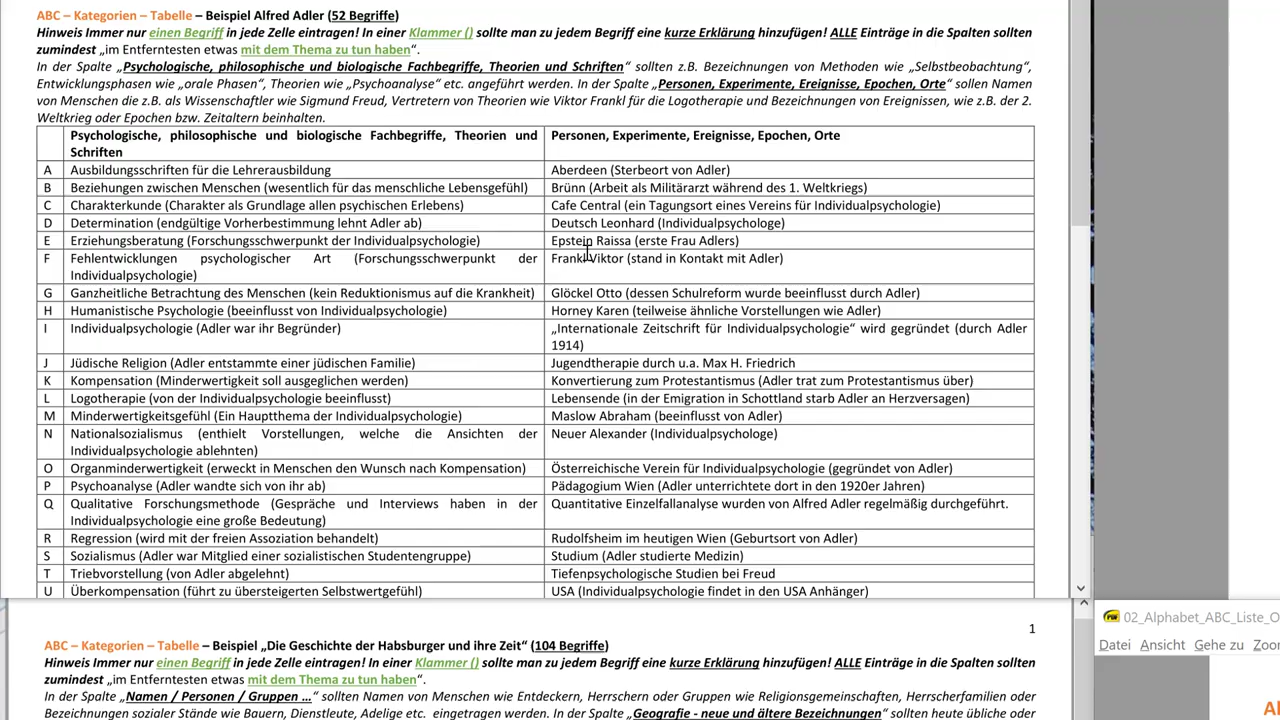 ABC – Kategorien – Tabelle – Beispiel Alfred Adler (52 Begriffe)
Hinweis Immer nur einen Begriff in jede Zelle eintragen! In einer Klammer () sollte man zu jedem Begriff eine kurze Erklärung hinzufügen! ALLE Einträge in die Spalten sollten
zumindest „im Entferntesten etwas mit dem Thema zu tun haben“.
In der Spalte „Psychologische, philosophische und biologische Fachbegriffe, Theorien und Schriften“ sollten z.B. Bezeichnungen von Methoden wie „Selbstbeobachtung“,
Entwicklungsphasen wie „orale Phasen“, Theorien wie „Psychoanalyse“ etc. angeführt werden. In der Spalte „Personen, Experimente, Ereignisse, Epochen, Orte“ sollen Namen
von Menschen die z.B. als Wissenschaftler wie Sigmund Freud, Vertretern von Theorien wie Viktor Frankl für die Logotherapie und Bezeichnungen von Ereignissen, wie z.B. der 2.
Weltkrieg oder Epochen bzw. Zeitaltern beinhalten.
Psychologische, philosophische und biologische Fachbegriffe, Theorien und Schriften Personen, Experimente, Ereignisse, Epochen, Orte
A Ausbildungsschriften für die Lehrerausbildung Aberdeen (Sterbeort von Adler)
B Beziehungen zwischen Menschen (wesentlich für das menschliche Lebensgefühl) Brünn (Arbeit als Militärarzt während des 1. Weltkriegs)
C Charakterkunde (Charakter als Grundlage allen psychischen Erlebens) Cafe Central (ein Tagungsort eines Vereins für Individualpsychologie)
D Determination (endgültige Vorherbestimmung lehnt Adler ab) Deutsch Leonhard (Individualpsychologe)
E Erziehungsberatung (Forschungsschwerpunkt der Individualpsychologie) Epstein Raissa (erste Frau Adlers)
F Fehlentwicklungen psychologischer Art (Forschungsschwerpunkt der Individualpsychologie) Frankl Viktor (stand in Kontakt mit Adler)
G Ganzheitliche Betrachtung des Menschen (kein Reduktionismus auf die Krankheit) Glöckel Otto (dessen Schulreform wurde beeinflusst durch Adler)
H Humanistische Psychologie (beeinflusst von Individualpsychologie) Horney Karen (teilweise ähnliche Vorstellungen wie Adler)
I Individualpsychologie (Adler war ihr Begründer) „Internationale Zeitschrift für Individualpsychologie“ wird gegründet (durch Adler 1914)
J Jüdische Religion (Adler entstammte einer jüdischen Familie) Jugendtherapie durch u.a. Max H. Friedrich
K Kompensation (Minderwertigkeit soll ausgeglichen werden) Konvertierung zum Protestantismus (Adler trat zum Protestantismus über)
L Logotherapie (von der Individualpsychologie beeinflusst) Lebensende (in der Emigration in Schottland starb Adler an Herzversagen)
M Minderwertigkeitsgefühl (Ein Hauptthema der Individualpsychologie) Maslow Abraham (beeinflusst von Adler)
N Nationalsozialismus (enthielt Vorstellungen, welche die Ansichten der Individualpsychologie ablehnten) Neuer Alexander (Individualpsychologe)
O Organminderwertigkeit (erweckt in Menschen den Wunsch nach Kompensation) Österreichische Verein für Individualpsychologie (gegründet von Adler)
P Psychoanalyse (Adler wandte sich von ihr ab) Pädagogium Wien (Adler unterrichtete dort in den 1920er Jahren)
Q Qualitative Forschungsmethode (Gespräche und Interviews haben in der Individualpsychologie eine große Bedeutung) Quantitative Einzelfallanalyse wurden von Alfred Adler regelmäßig durchgeführt.
R Regression (wird mit der freien Assoziation behandelt) Rudolfsheim im heutigen Wien (Geburtsort von Adler)
S Sozialismus (Adler war Mitglied einer sozialistischen Studentengruppe) Studium (Adler studierte Medizin)
T Triebvorstellung (von Adler abgelehnt) Tiefenpsychologische Studien bei Freud
U Überkompensation (führt zu übersteigerten Selbstwertgefühl) USA (Individualpsychologie findet in den USA Anhänger)
1
ABC – Kategorien – Tabelle – Beispiel „Die Geschichte der Habsburger und ihre Zeit“ (104 Begriffe)
Hinweis Immer nur einen Begriff in jede Zelle eintragen! In einer Klammer () sollte man zu jedem Begriff eine kurze Erklärung hinzufügen! ALLE Einträge in die Spalten sollten
zumindest „im Entferntesten etwas mit dem Thema zu tun haben“.
In der Spalte „Namen / Personen / Gruppen ...“ sollten Namen von Menschen wie Entdeckern, Herrschern oder Gruppen wie Religionsgemeinschaften, Herrscherfamilien oder
Bezeichnungen sozialer Stände wie Bauern, Dienstleute, Adelige etc. eingetragen werden. In der Spalte „Geografie - neue und ältere Bezeichnungen“ sollten heute übliche oder
02_Alphabet_ABC_Liste_O
Datei Ansicht Gehe zu Zoo